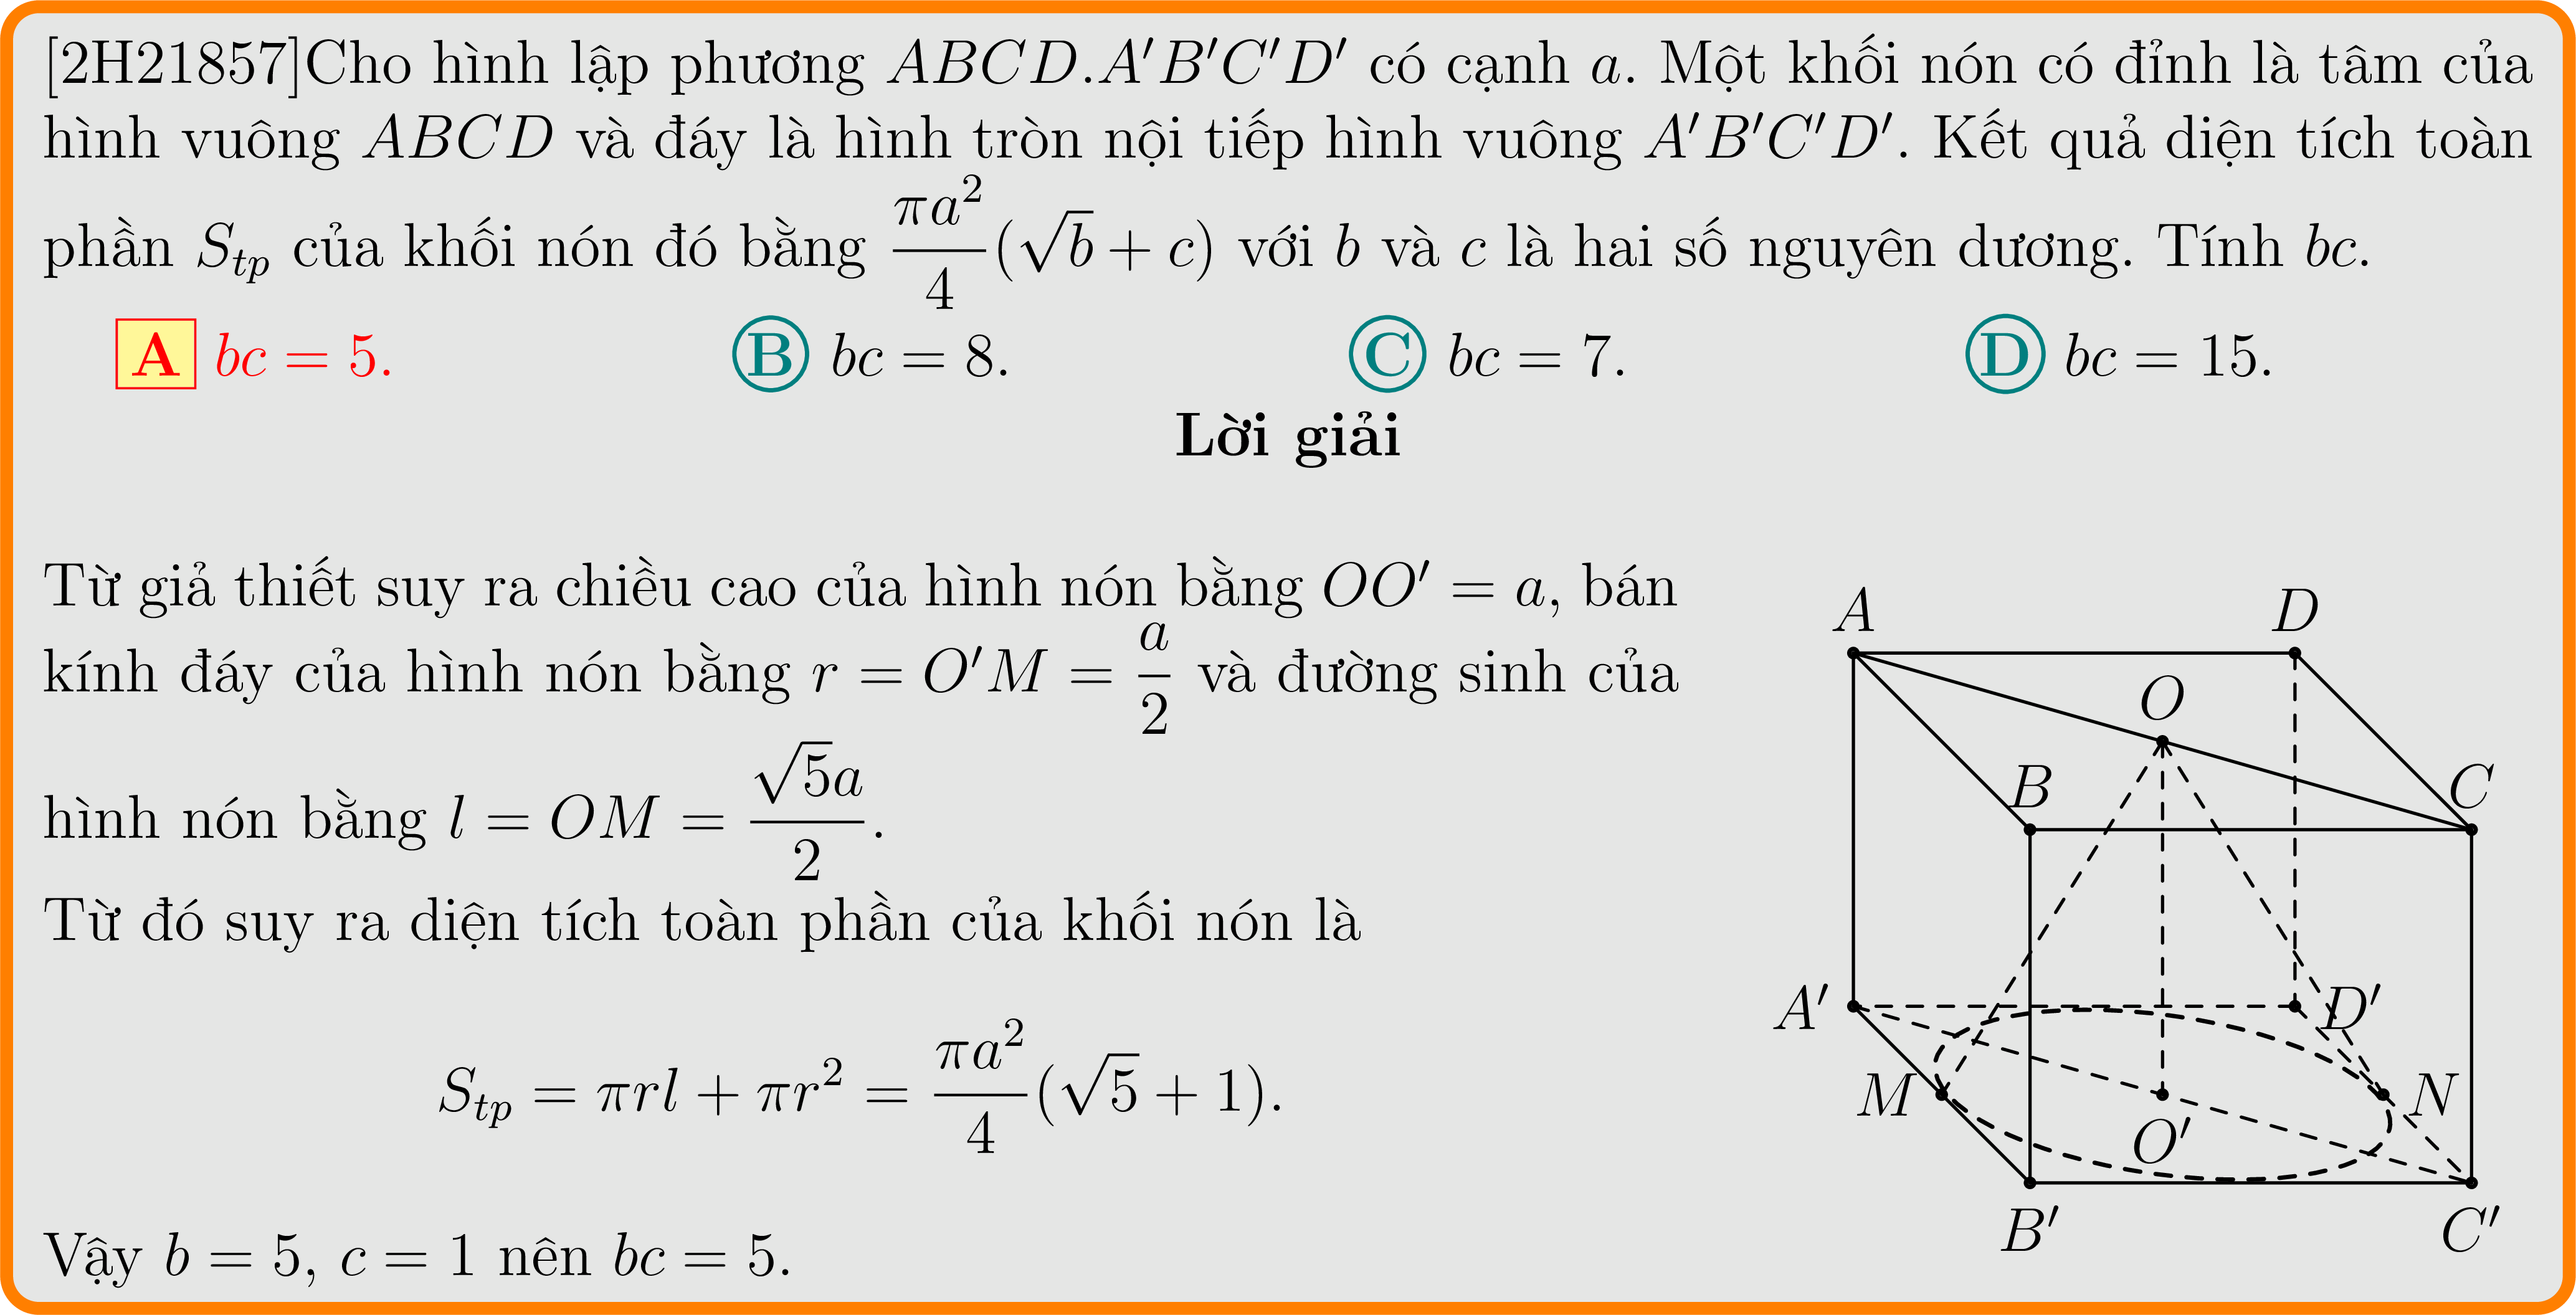 [2H21857]Cho hình lập phương ABCD.A′B′C′D′ có cạnh a. Một khối nón có đỉnh là tâm của
hình vuông ABCD và đáy là hình tròn nội tiếp hình vuông A′B′C′D′. Kết quả diện tích toàn
phần $S_{tp}$ của khối nón đó bằng $\frac{\pi a^2}{4}(\sqrt{b} + c)$ với b và c là hai số nguyên dương. Tính bc.
A bc = 5. B bc = 8. C bc = 7. D bc = 15.
Lời giải
Từ giả thiết suy ra chiều cao của hình nón bằng OO′ = a, bán
kính đáy của hình nón bằng $r = O'M = \frac{a}{2}$ và đường sinh của
hình nón bằng $l = OM = \frac{\sqrt{5}a}{2}$.
Từ đó suy ra diện tích toàn phần của khối nón là
$S_{tp} = \pi rl + \pi r^2 = \frac{\pi a^2}{4}(\sqrt{5} + 1).$
Vậy b = 5, c = 1 nên bc = 5.
A
D
O
B
C
A′
D′
M
N
O′
B′
C′